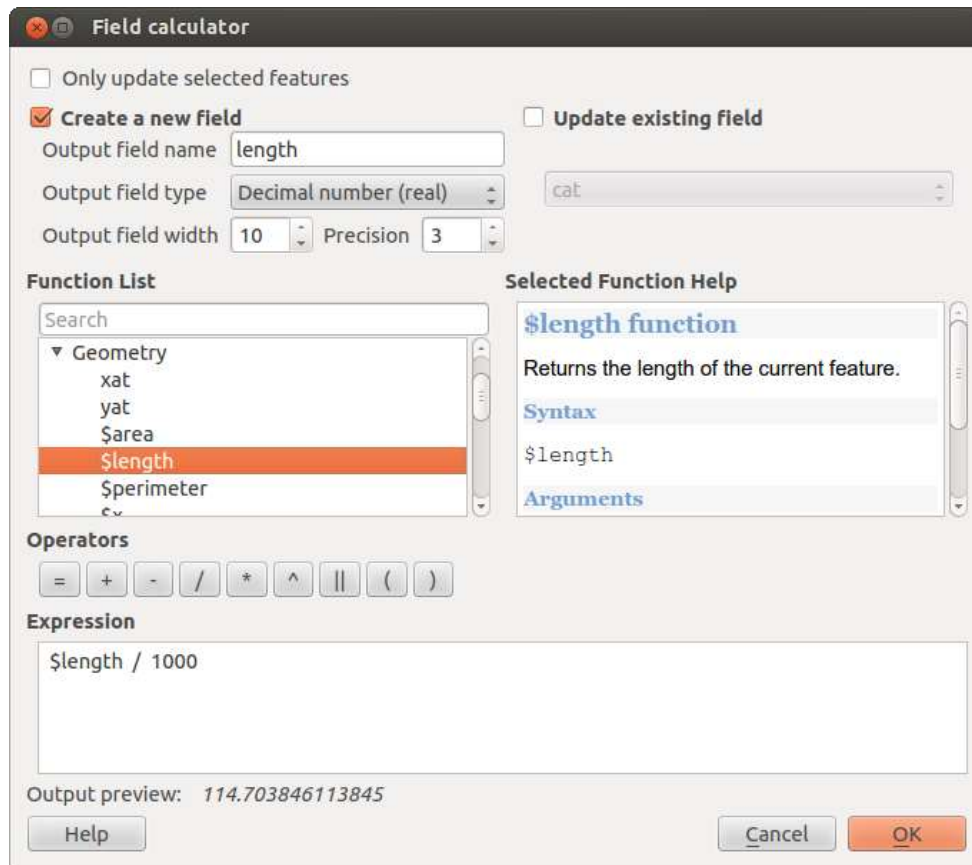 Field calculator
Only update selected features
Create a new field
Update existing field
Output field name length
Output field type Decimal number (real)
cat
Output field width 10 Precision 3
Function List
Selected Function Help
Search
Geometry
xat
yat
$area
$length
$perimeter
$length function
Returns the length of the current feature.
Syntax
$length
Arguments
Operators
= + - / * ^ || ( )
Expression
$length / 1000
Output preview: 114.703846113845
Help
Cancel
OK